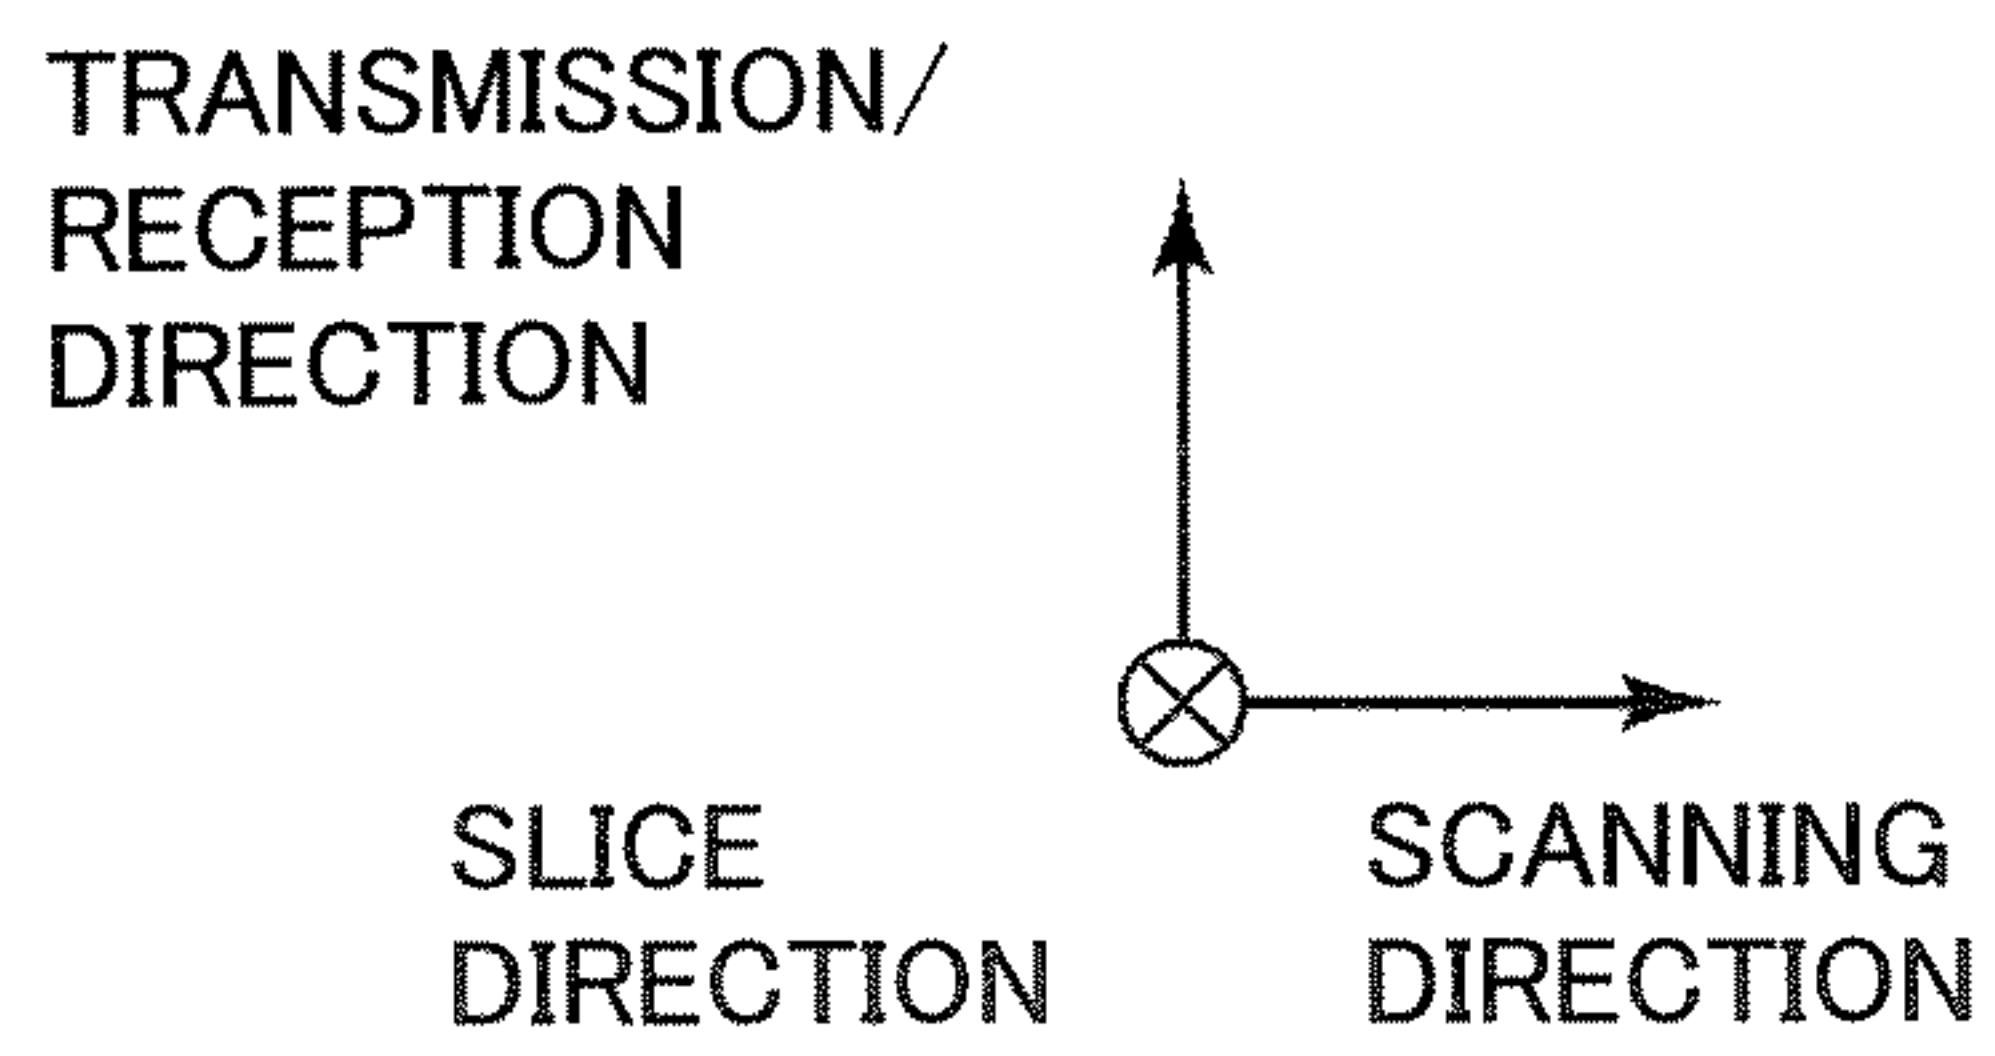 TRANSMISSION/
RECEPTION
DIRECTION
SLICE
DIRECTION
SCANNING
DIRECTION